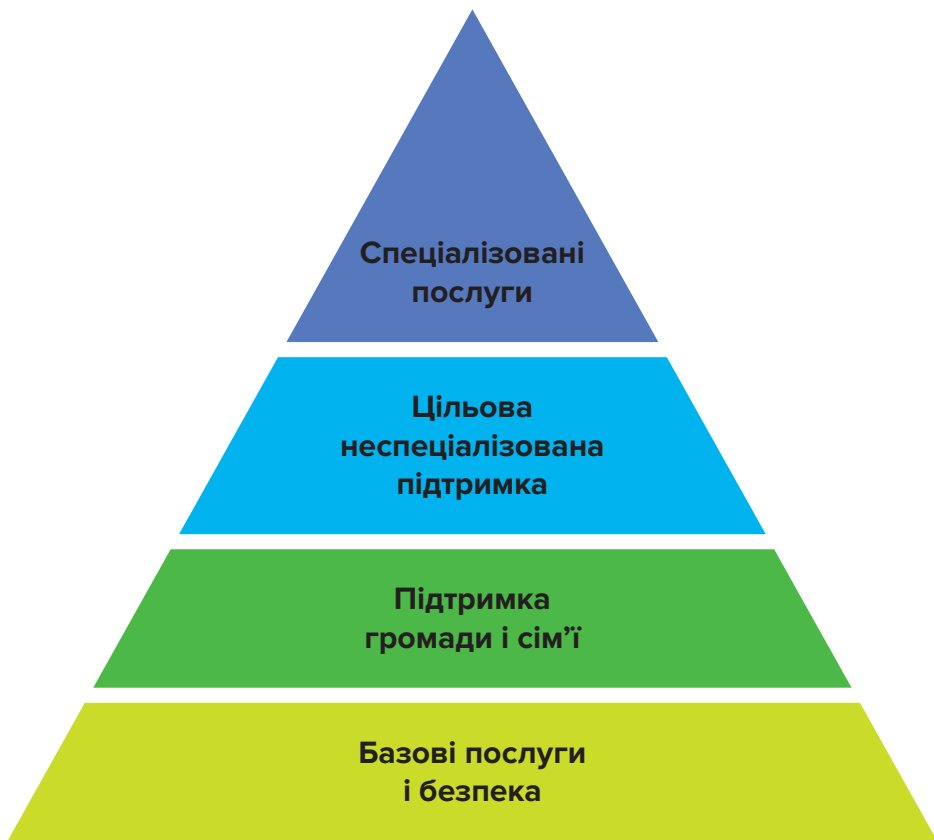 Спеціалізовані
послуги
Цільова
неспеціалізована
підтримка
Підтримка
громади і сім’ї
Базові послуги
і безпека